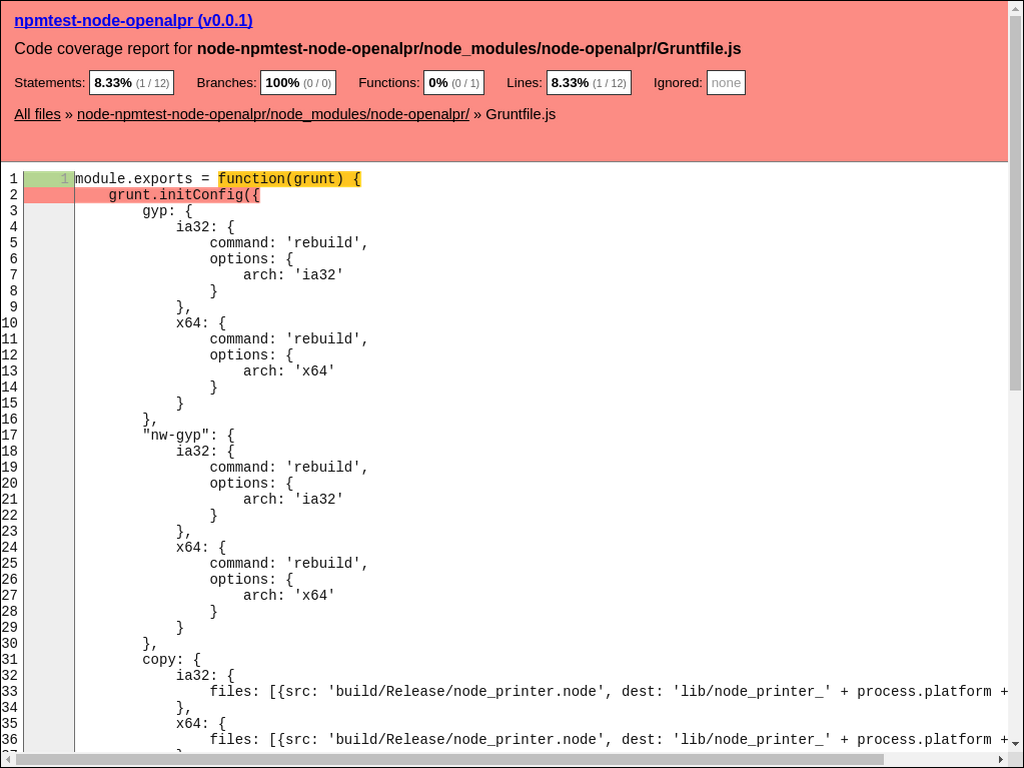 npmtest-node-openalpr (v0.0.1)
Code coverage report for node-npmtest-node-openalpr/node_modules/node-openalpr/Gruntfile.js
Statements: 8.33% (1 / 12) Branches: 100% (0 / 0) Functions: 0% (0 / 1) Lines: 8.33% (1 / 12) Ignored: none
All files » node-npmtest-node-openalpr/node_modules/node-openalpr/ » Gruntfile.js
1 1 module.exports = function(grunt) {
2     grunt.initConfig({
3         gyp: {
4             ia32: {
5                 command: 'rebuild',
6                 options: {
7                     arch: 'ia32'
8                 }
9             },
10             x64: {
11                 command: 'rebuild',
12                 options: {
13                     arch: 'x64'
14                 }
15             }
16         },
17         "nw-gyp": {
18             ia32: {
19                 command: 'rebuild',
20                 options: {
21                     arch: 'ia32'
22                 }
23             },
24             x64: {
25                 command: 'rebuild',
26                 options: {
27                     arch: 'x64'
28                 }
29             }
30         },
31         copy: {
32             ia32: {
33                 files: [{src: 'build/Release/node_printer.node', dest: 'lib/node_printer_' + process.platform +
34             },
35             x64: {
36                 files: [{src: 'build/Release/node_printer.node', dest: 'lib/node_printer_' + process.platform +